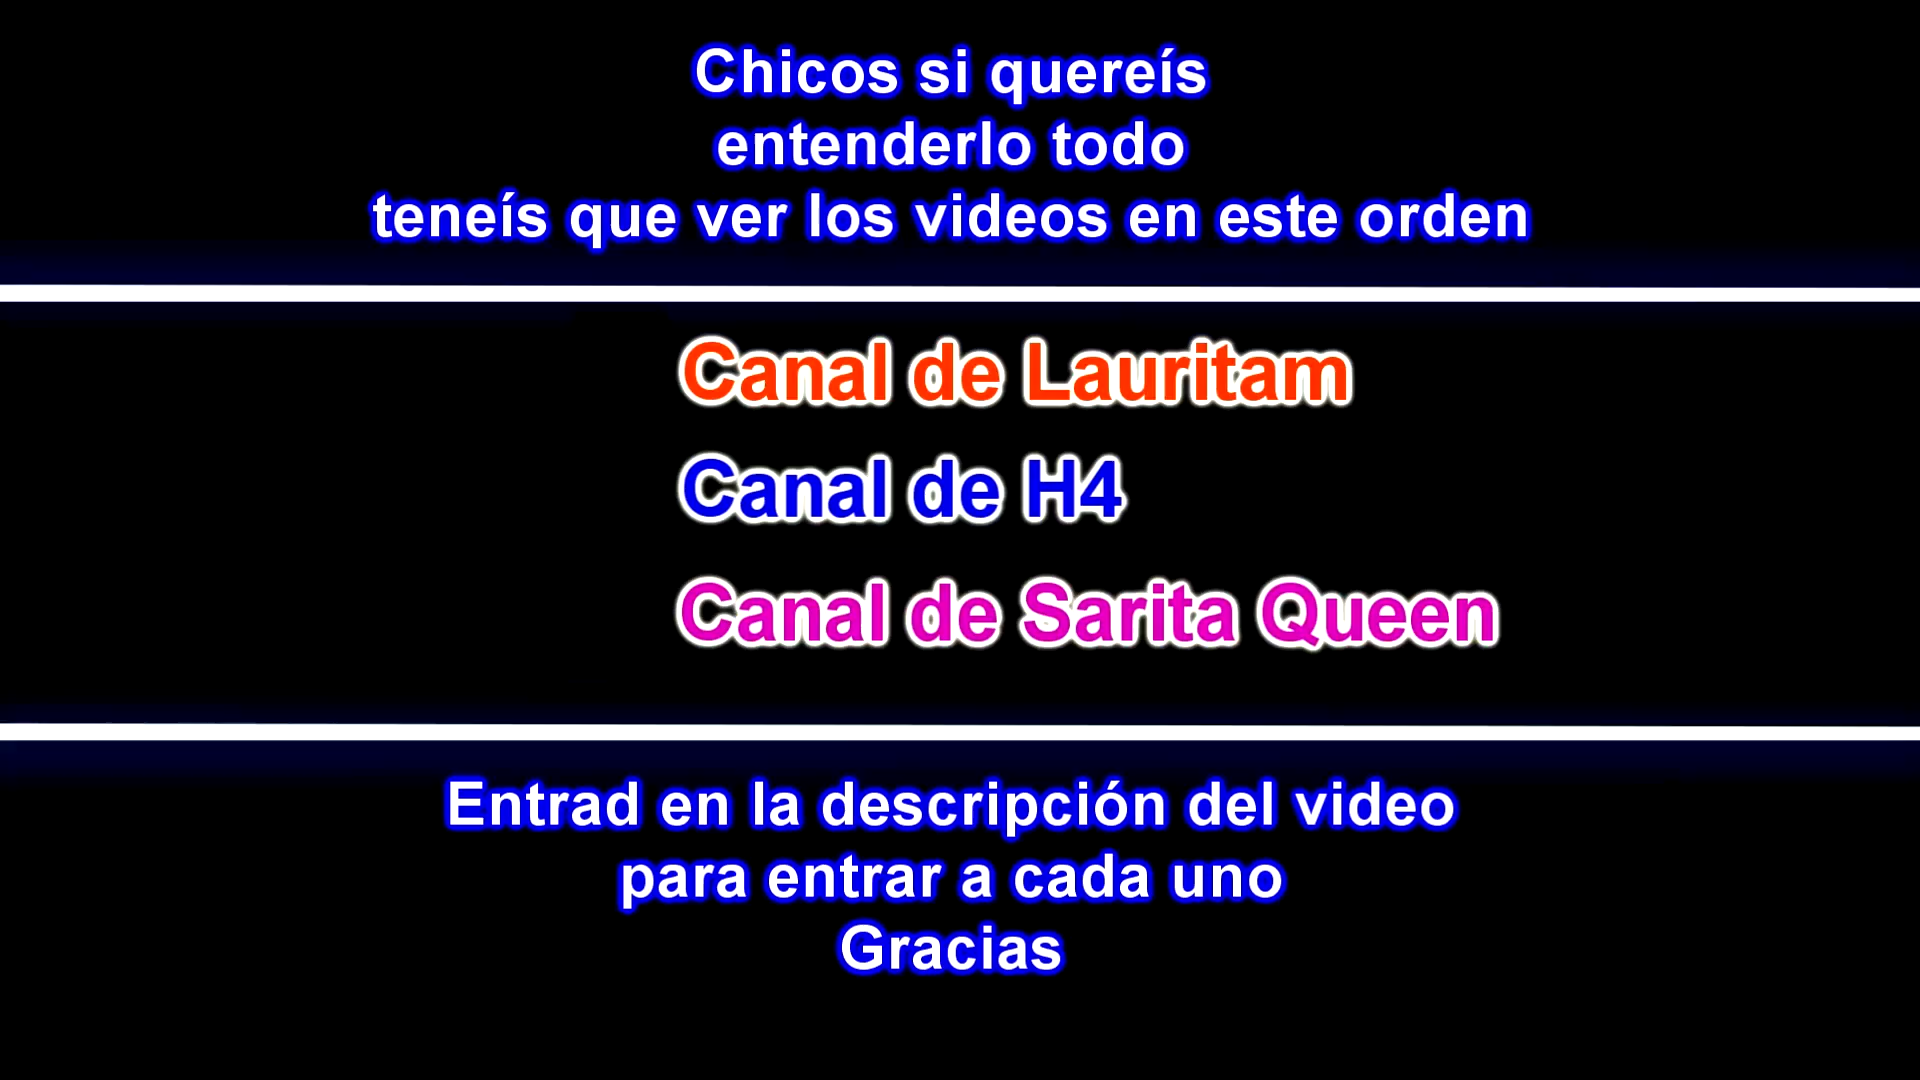 Chicos si quereís
entenderlo todo
teneís que ver los videos en este orden
Canal de Lauritam
Canal de H4
Canal de Sarita Queen
Entrad en la descripción del video
para entrar a cada uno
Gracias